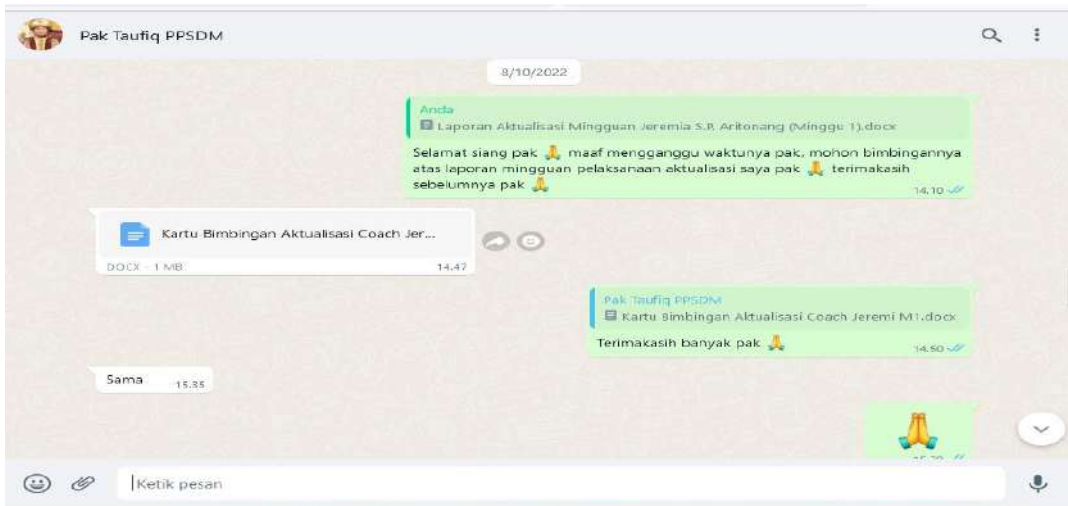 Pak Taufiq PPSDM
8/10/2022
Anda
Laporan Aktualisasi Mingguan Jeremia S.P. Aritonang (Minggu 1).docx
Selamat siang pak 🙏 maaf mengganggu waktunya pak, mohon bimbingannya
atas laporan mingguan pelaksanaan aktualisasi saya pak 🙏 terimakasih
sebelumnya pak 🙏
14.10
Kartu Bimbingan Aktualisasi Coach Jer...
DOCX - 1 MB
14.47
Pak Taufiq PPSDM
Kartu Bimbingan Aktualisasi Coach Jeremi M1.docx
Terimakasih banyak pak 🙏
14.50
Sama
15.35
🙏
Ketik pesan